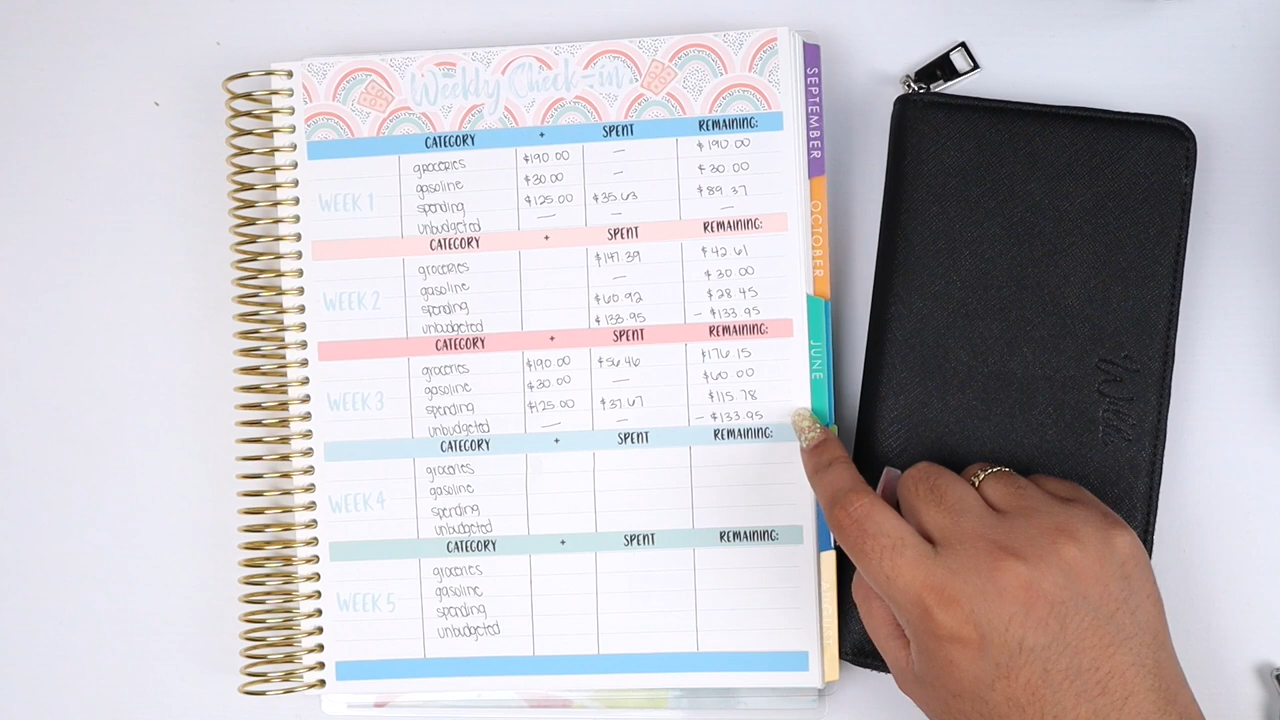 Weekly Check-in
CATEGORY + SPENT REMAINING:
WEEK 1
groceries $190.00 — $190.00
gasoline $30.00 — $30.00
spending $125.00 $35.63 $89.37
unbudgeted — — —
CATEGORY + SPENT REMAINING:
WEEK 2
groceries $147.39 $42.61
gasoline — $30.00
spending $60.92 $28.45
unbudgeted $133.95 - $133.95
CATEGORY + SPENT REMAINING:
WEEK 3
groceries $190.00 $56.46 $176.15
gasoline $30.00 — $60.00
spending $125.00 $37.67 $115.78
unbudgeted — — - $133.95
CATEGORY + SPENT REMAINING:
WEEK 4
groceries
gasoline
spending
unbudgeted
CATEGORY + SPENT REMAINING:
WEEK 5
groceries
gasoline
spending
unbudgeted
SEPTEMBER
OCTOBER
JUNE